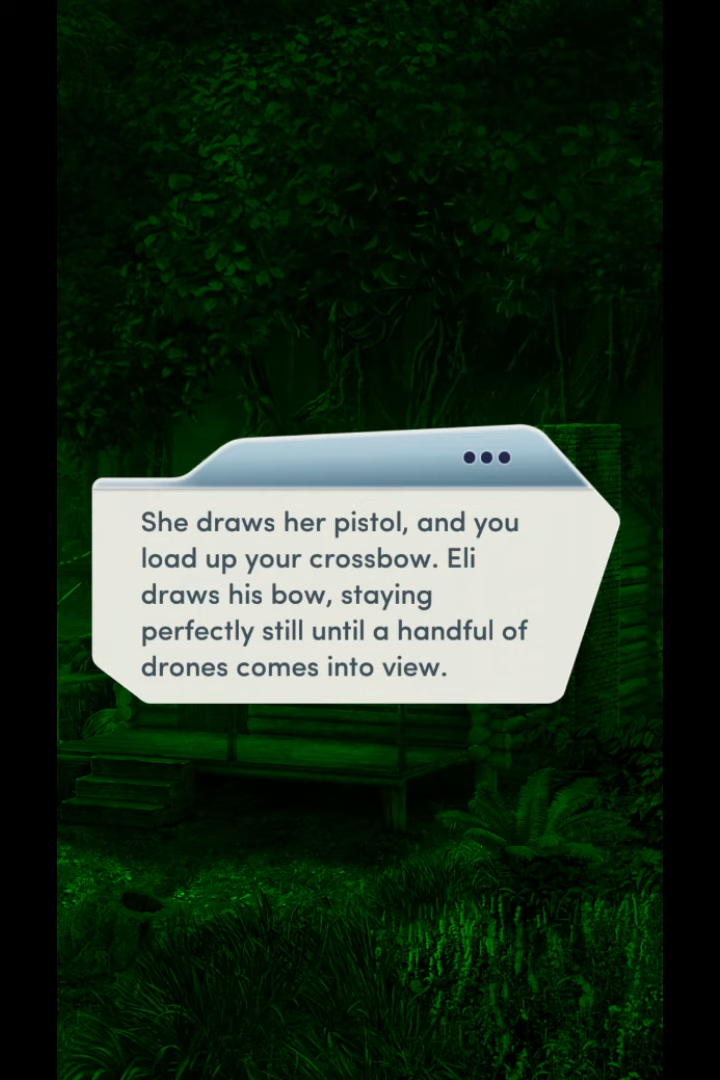 She draws her pistol, and you
load up your crossbow. Eli
draws his bow, staying
perfectly still until a handful of
drones comes into view.